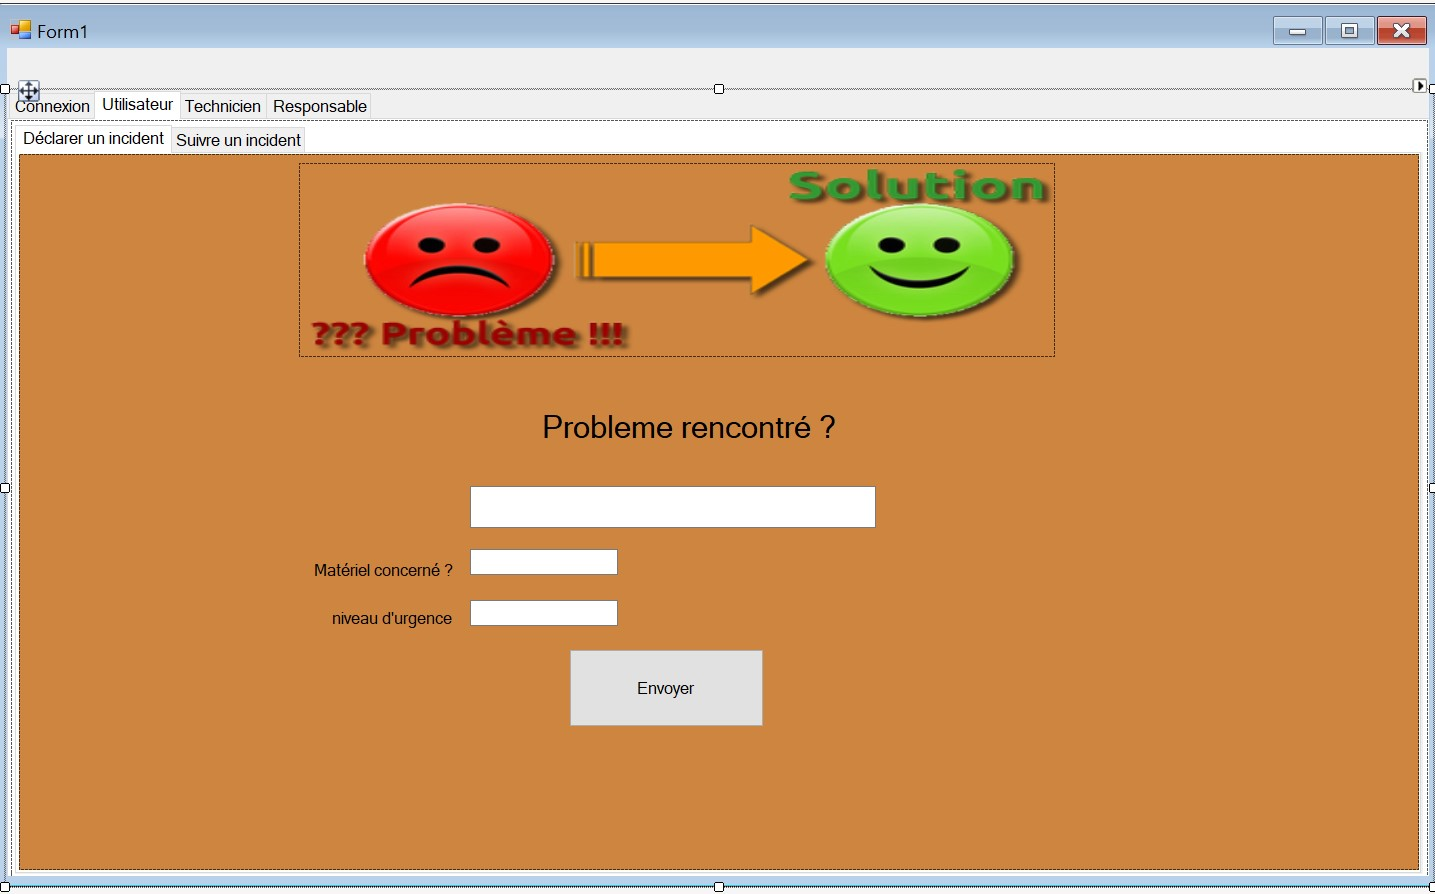 Form1
Connexion Utilisateur Technicien Responsable
Déclarer un incident Suivre un incident
Solution
??? Problème !!!
Probleme rencontré ?
Matériel concerné ?
niveau d'urgence
Envoyer